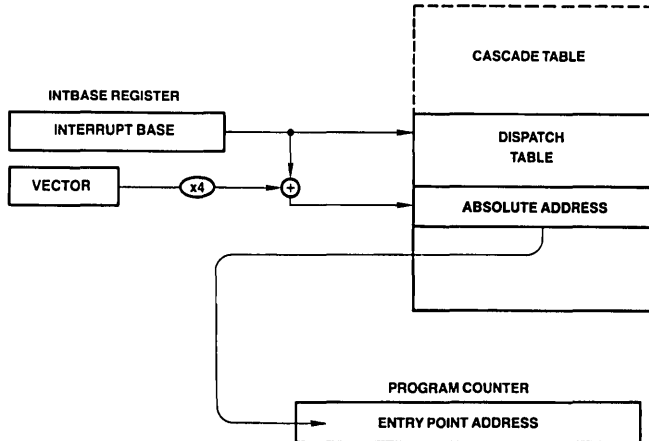 CASCADE TABLE
INTBASE REGISTER
INTERRUPT BASE
DISPATCH
TABLE
VECTOR
x4
+
ABSOLUTE ADDRESS
PROGRAM COUNTER
ENTRY POINT ADDRESS